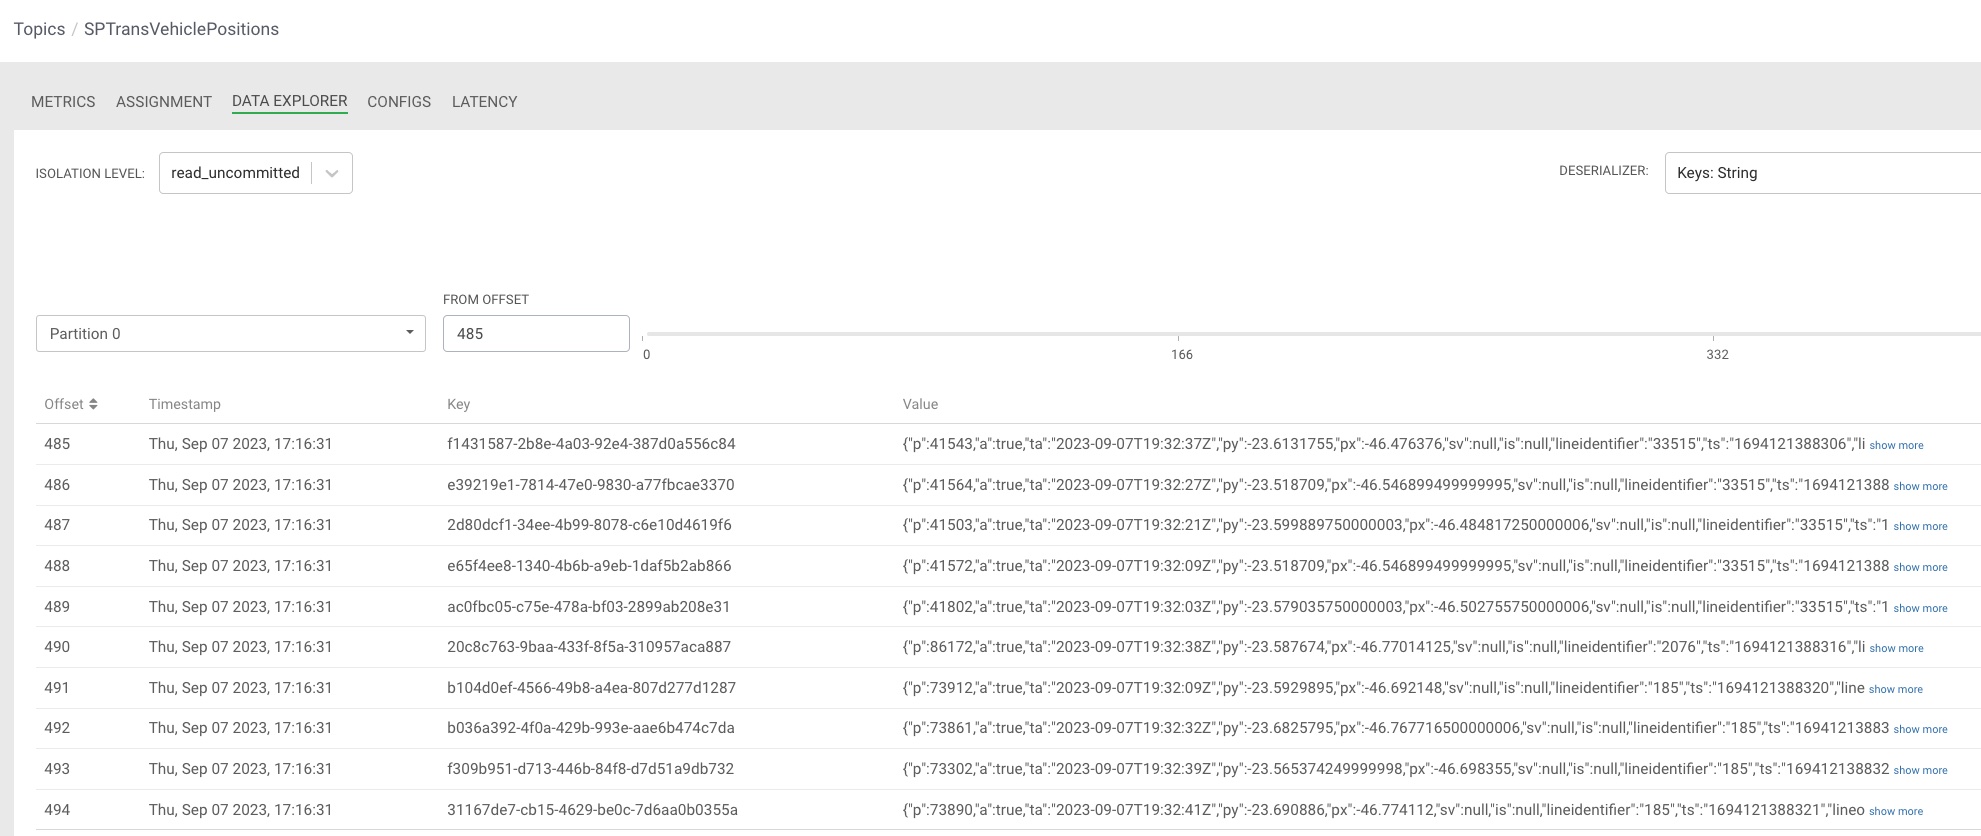 Topics / SPTransVehiclePositions
METRICS ASSIGNMENT DATA EXPLORER CONFIGS LATENCY
ISOLATION LEVEL: read_uncommitted DESERIALIZER: Keys: String
FROM OFFSET
Partition 0 485
0 166 332
Offset Timestamp Key Value
485 Thu, Sep 07 2023, 17:16:31 f1431587-2b8e-4a03-92e4-387d0a556c84 {"p":41543,"a":true,"ta":"2023-09-07T19:32:37Z","py":-23.6131755,"px":-46.476376,"sv":null,"is":null,"lineidentifier":"33515","ts":"1694121388306","li show more
486 Thu, Sep 07 2023, 17:16:31 e39219e1-7814-47e0-9830-a77fbcae3370 {"p":41564,"a":true,"ta":"2023-09-07T19:32:27Z","py":-23.518709,"px":-46.546899499999995,"sv":null,"is":null,"lineidentifier":"33515","ts":"1694121388 show more
487 Thu, Sep 07 2023, 17:16:31 2d80dcf1-34ee-4b99-8078-c6e10d4619f6 {"p":41503,"a":true,"ta":"2023-09-07T19:32:21Z","py":-23.599889750000003,"px":-46.484817250000006,"sv":null,"is":null,"lineidentifier":"33515","ts":"1 show more
488 Thu, Sep 07 2023, 17:16:31 e65f4ee8-1340-4b6b-a9eb-1daf5b2ab866 {"p":41572,"a":true,"ta":"2023-09-07T19:32:09Z","py":-23.518709,"px":-46.546899499999995,"sv":null,"is":null,"lineidentifier":"33515","ts":"1694121388 show more
489 Thu, Sep 07 2023, 17:16:31 ac0fbc05-c75e-478a-bf03-2899ab208e31 {"p":41802,"a":true,"ta":"2023-09-07T19:32:03Z","py":-23.579035750000003,"px":-46.502755750000006,"sv":null,"is":null,"lineidentifier":"33515","ts":"1 show more
490 Thu, Sep 07 2023, 17:16:31 20c8c763-9baa-433f-8f5a-310957aca887 {"p":86172,"a":true,"ta":"2023-09-07T19:32:38Z","py":-23.587674,"px":-46.77014125,"sv":null,"is":null,"lineidentifier":"2076","ts":"1694121388316","li show more
491 Thu, Sep 07 2023, 17:16:31 b104d0ef-4566-49b8-a4ea-807d277d1287 {"p":73912,"a":true,"ta":"2023-09-07T19:32:09Z","py":-23.5929895,"px":-46.692148,"sv":null,"is":null,"lineidentifier":"185","ts":"1694121388320","line show more
492 Thu, Sep 07 2023, 17:16:31 b036a392-4f0a-429b-993e-aae6b474c7da {"p":73861,"a":true,"ta":"2023-09-07T19:32:32Z","py":-23.6825795,"px":-46.767716500000006,"sv":null,"is":null,"lineidentifier":"185","ts":"16941213883 show more
493 Thu, Sep 07 2023, 17:16:31 f309b951-d713-446b-84f8-d7d51a9db732 {"p":73302,"a":true,"ta":"2023-09-07T19:32:39Z","py":-23.565374249999998,"px":-46.698355,"sv":null,"is":null,"lineidentifier":"185","ts":"169412138832 show more
494 Thu, Sep 07 2023, 17:16:31 31167de7-cb15-4629-be0c-7d6aa0b0355a {"p":73890,"a":true,"ta":"2023-09-07T19:32:41Z","py":-23.690886,"px":-46.774112,"sv":null,"is":null,"lineidentifier":"185","ts":"1694121388321","lineo show more